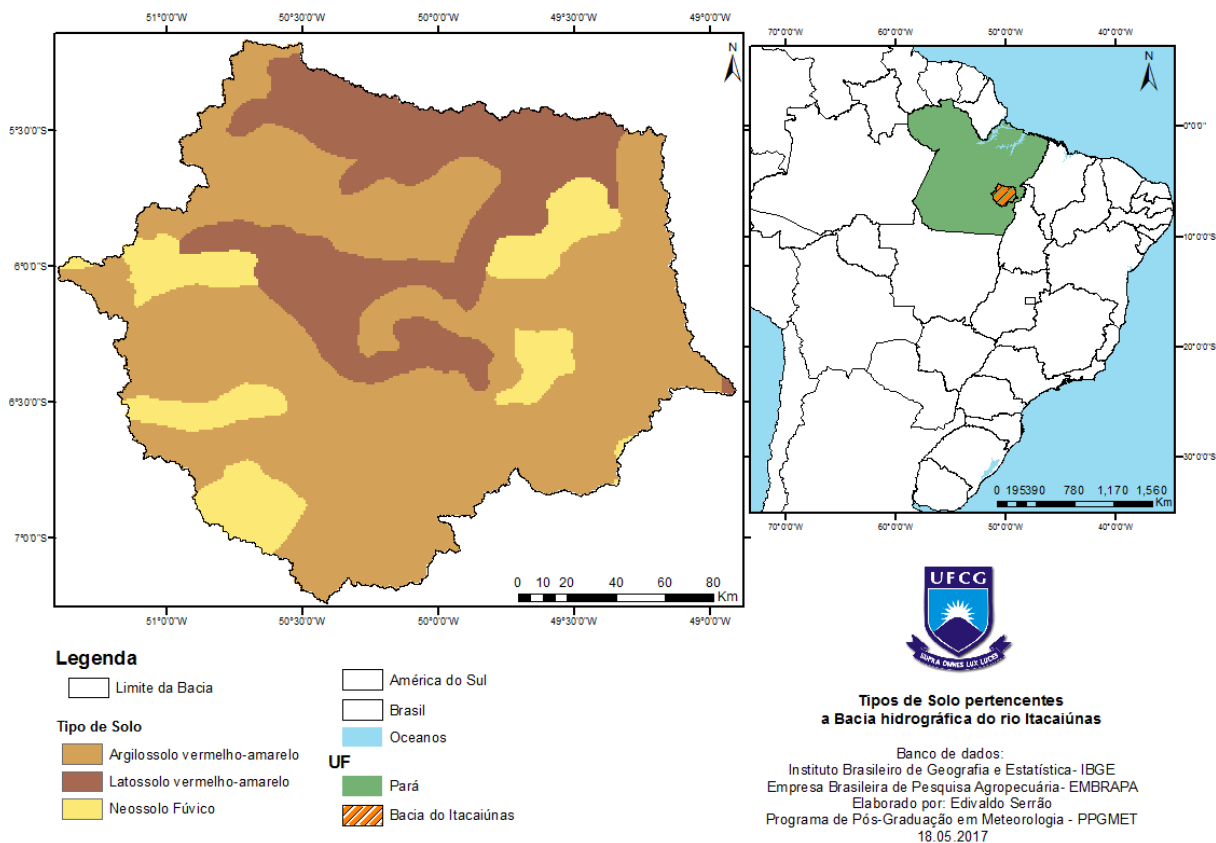 51°0'0"W 50°30'0"W 50°0'0"W 49°30'0"W 49°0'0"W
N
5°30'0"S
6°0'0"S
6°30'0"S
7°0'0"S
0 10 20 40 60 80
Km
51°0'0"W 50°30'0"W 50°0'0"W 49°30'0"W 49°0'0"W
70°0'0"W 60°0'0"W 50°0'0"W 40°0'0"W
N
0°0'0"
10°0'0"S
20°0'0"S
30°0'0"S
0 195390 780 1,170 1,560
Km
70°0'0"W 60°0'0"W 50°0'0"W 40°0'0"W
Legenda
Limite da Bacia
Tipo de Solo
Argilossolo vermelho-amarelo
Latossolo vermelho-amarelo
Neossolo Fúvico
América do Sul
Brasil
Oceanos
UF
Pará
Bacia do Itacaiúnas
UFCG
SUPRA OMNES LUX LUCES
Tipos de Solo pertencentes
a Bacia hidrográfica do rio Itacaiúnas
Banco de dados:
Instituto Brasileiro de Geografia e Estatística- IBGE
Empresa Brasileira de Pesquisa Agropecuária- EMBRAPA
Elaborado por: Edivaldo Serrão
Programa de Pós-Graduação em Meteorologia - PPGMET
18.05.2017